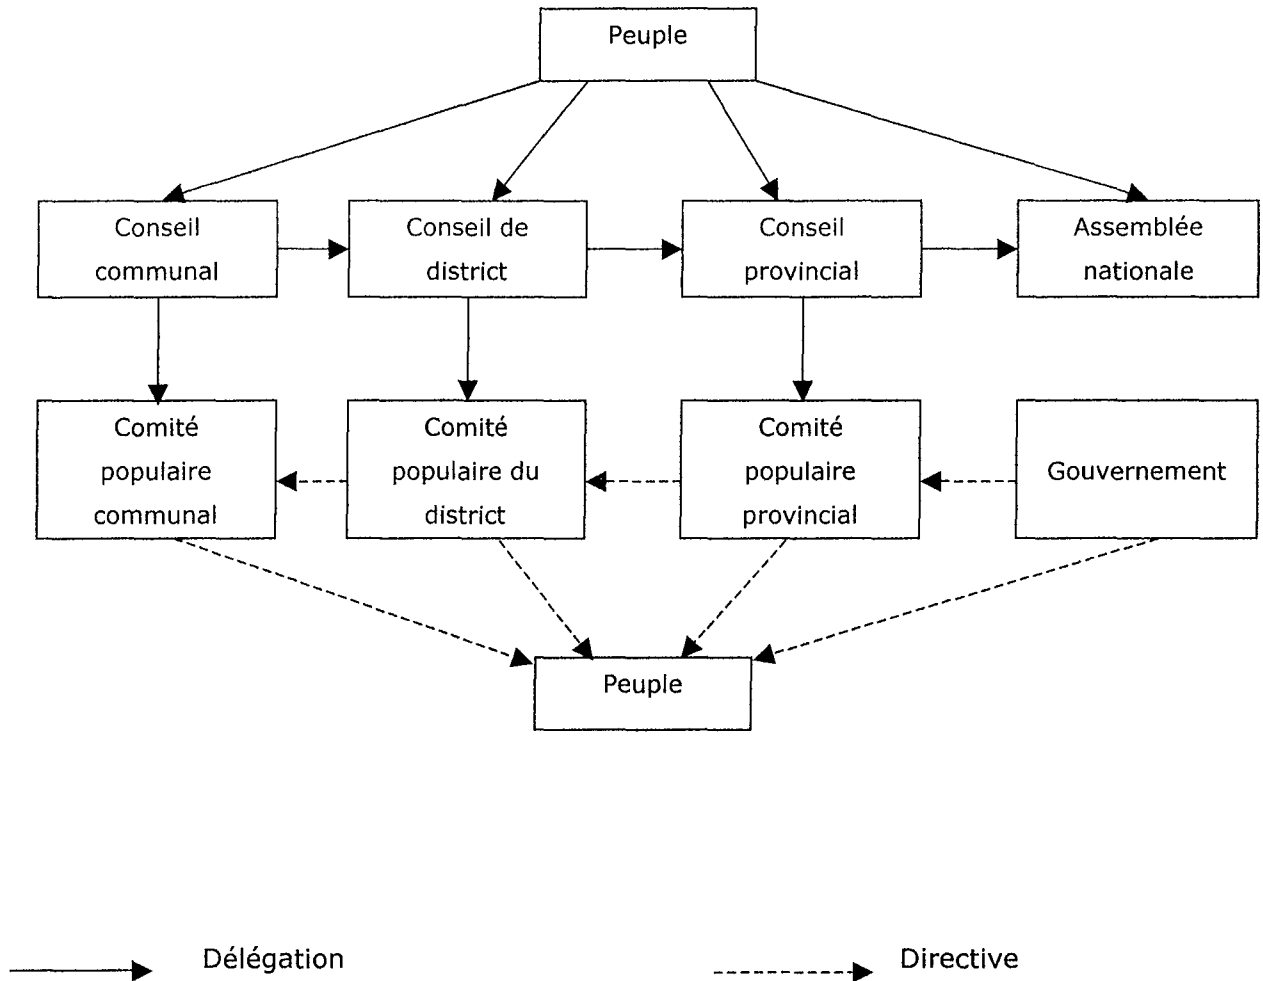 Peuple
Conseil
communal
Conseil de
district
Conseil
provincial
Assemblée
nationale
Comité
populaire
communal
Comité
populaire du
district
Comité
populaire
provincial
Gouvernement
Peuple
Délégation
Directive